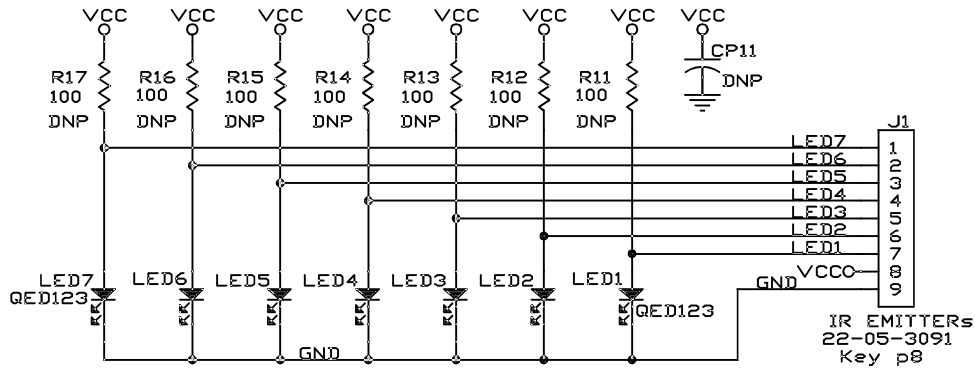 VCC VCC VCC VCC VCC VCC VCC VCC
R17 R16 R15 R14 R13 R12 R11 CP11
100 100 100 100 100 100 100 DNP
DNP DNP DNP DNP DNP DNP DNP
J1
LED7 1
LED6 2
LED5 3
LED4 4
LED3 5
LED2 6
LED1 7
VCC 8
GND 9
LED7 LED6 LED5 LED4 LED3 LED2 LED1
QED123 QED123
GND
IR EMITTERs
22-05-3091
Key p8